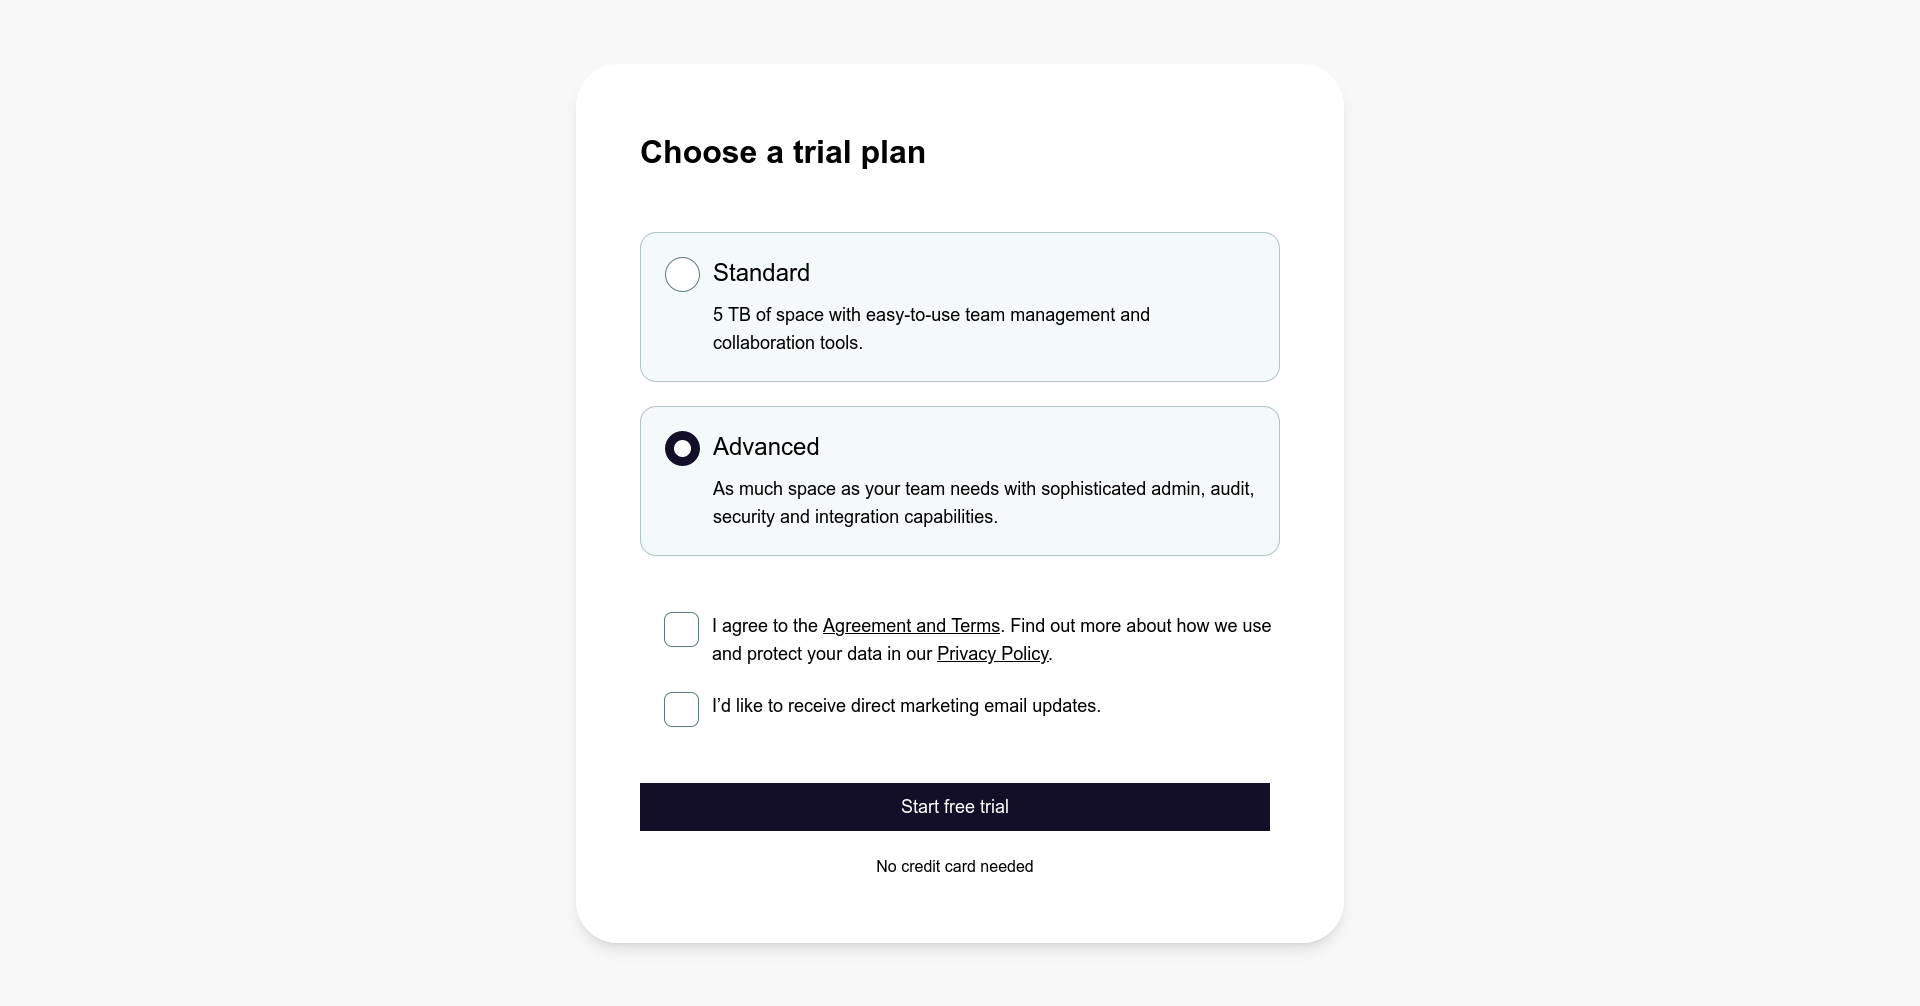 Choose a trial plan
Standard
5 TB of space with easy-to-use team management and
collaboration tools.
Advanced
As much space as your team needs with sophisticated admin, audit,
security and integration capabilities.
I agree to the Agreement and Terms. Find out more about how we use
and protect your data in our Privacy Policy.
I’d like to receive direct marketing email updates.
Start free trial
No credit card needed